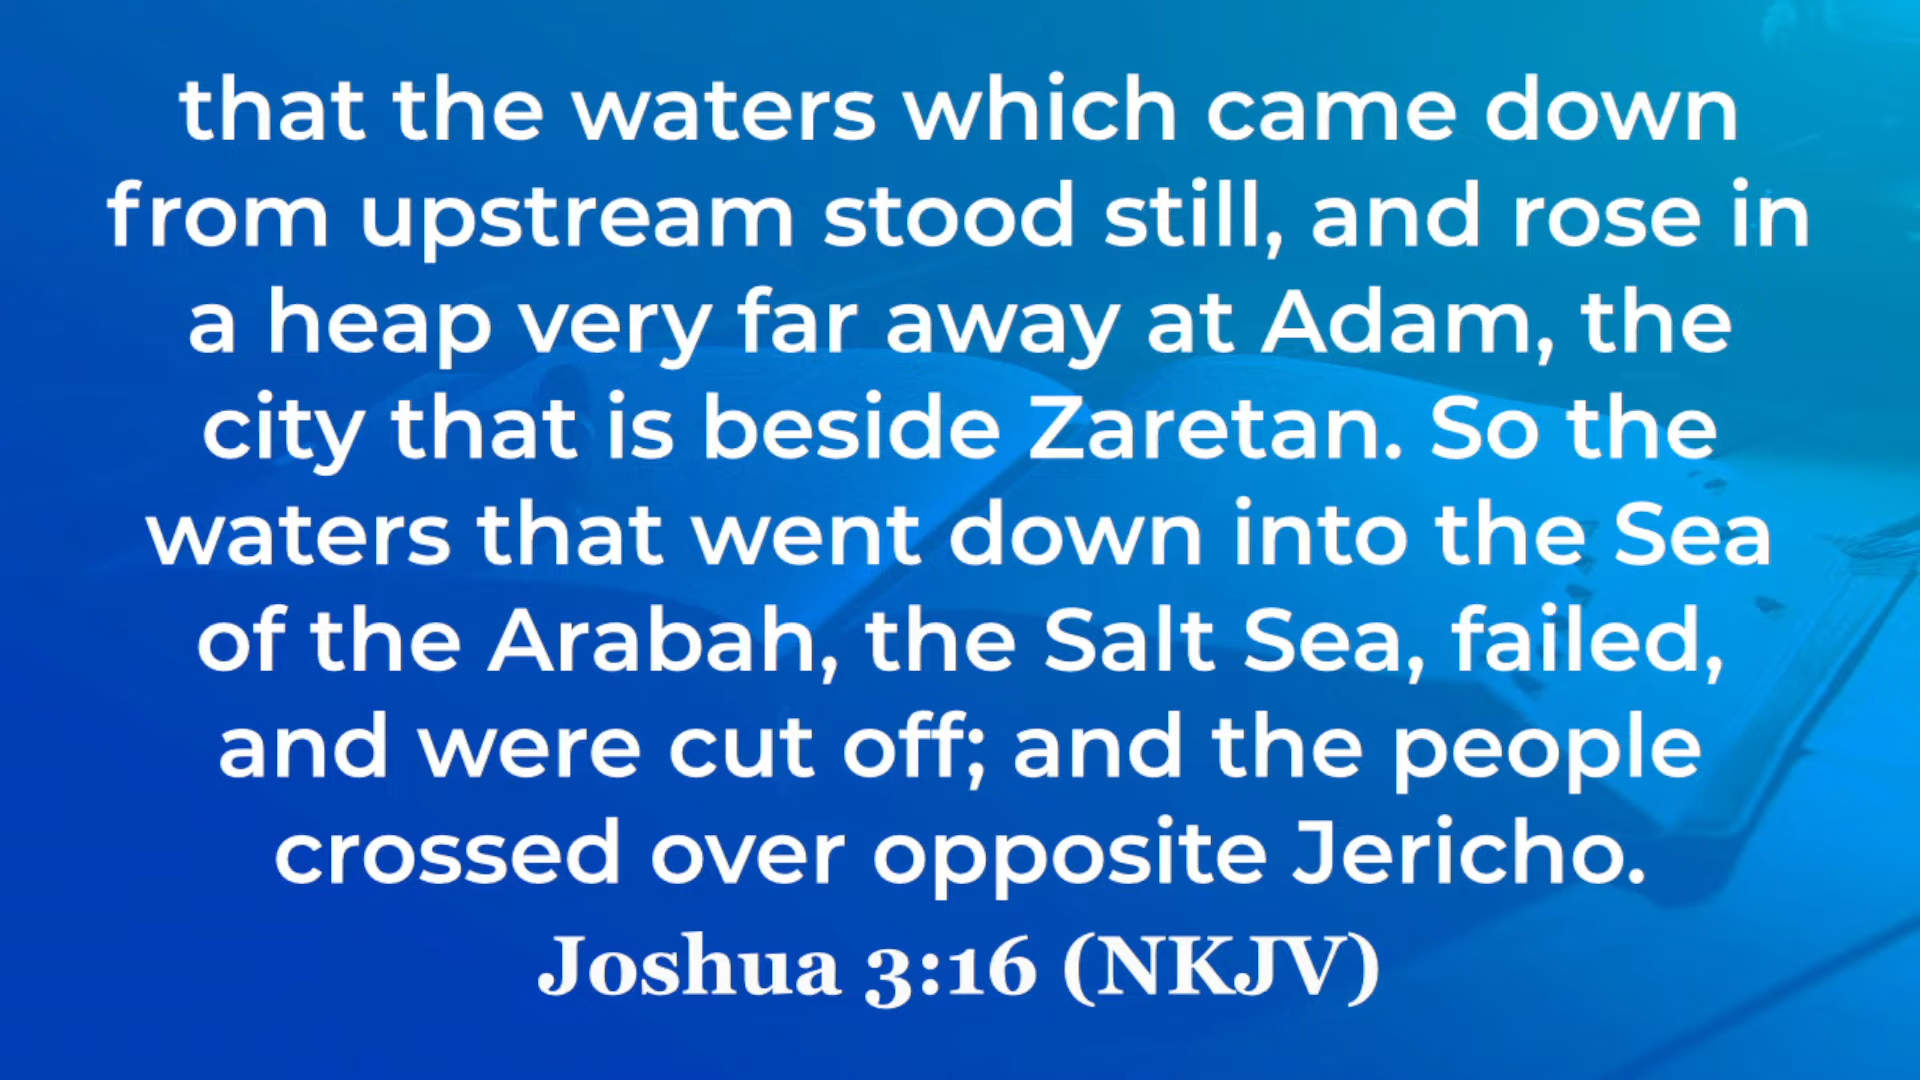 that the waters which came down
from upstream stood still, and rose in
a heap very far away at Adam, the
city that is beside Zaretan. So the
waters that went down into the Sea
of the Arabah, the Salt Sea, failed,
and were cut off; and the people
crossed over opposite Jericho.
Joshua 3:16 (NKJV)